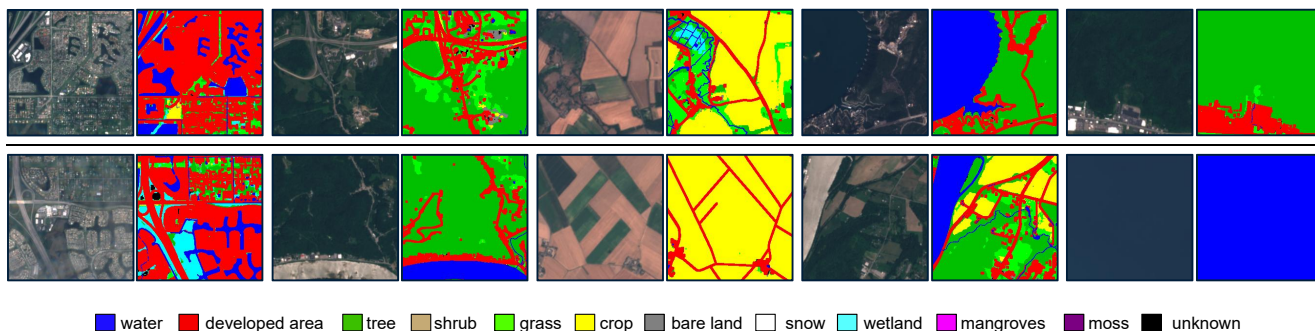 water developed area tree shrub grass crop bare land snow wetland mangroves moss unknown